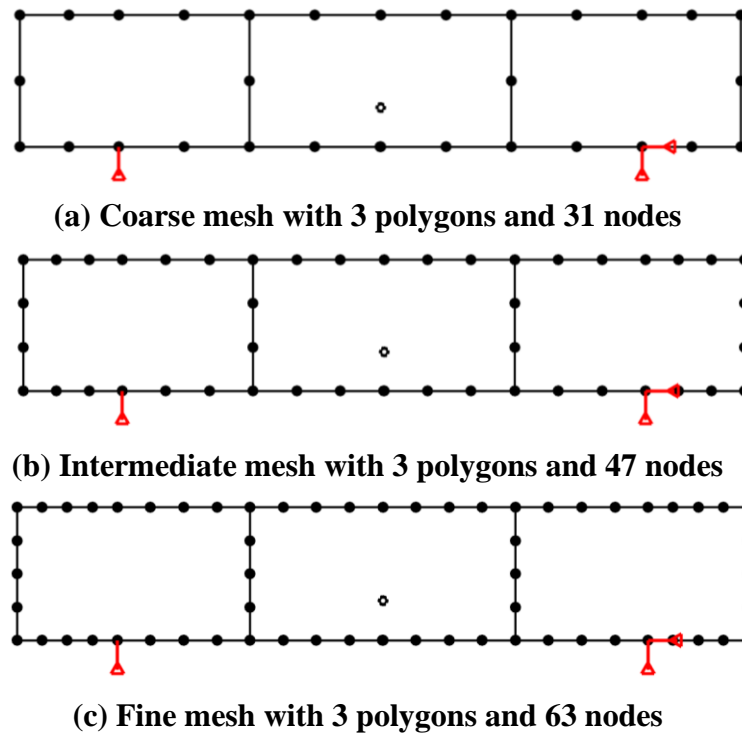 (a) Coarse mesh with 3 polygons and 31 nodes
(b) Intermediate mesh with 3 polygons and 47 nodes
(c) Fine mesh with 3 polygons and 63 nodes